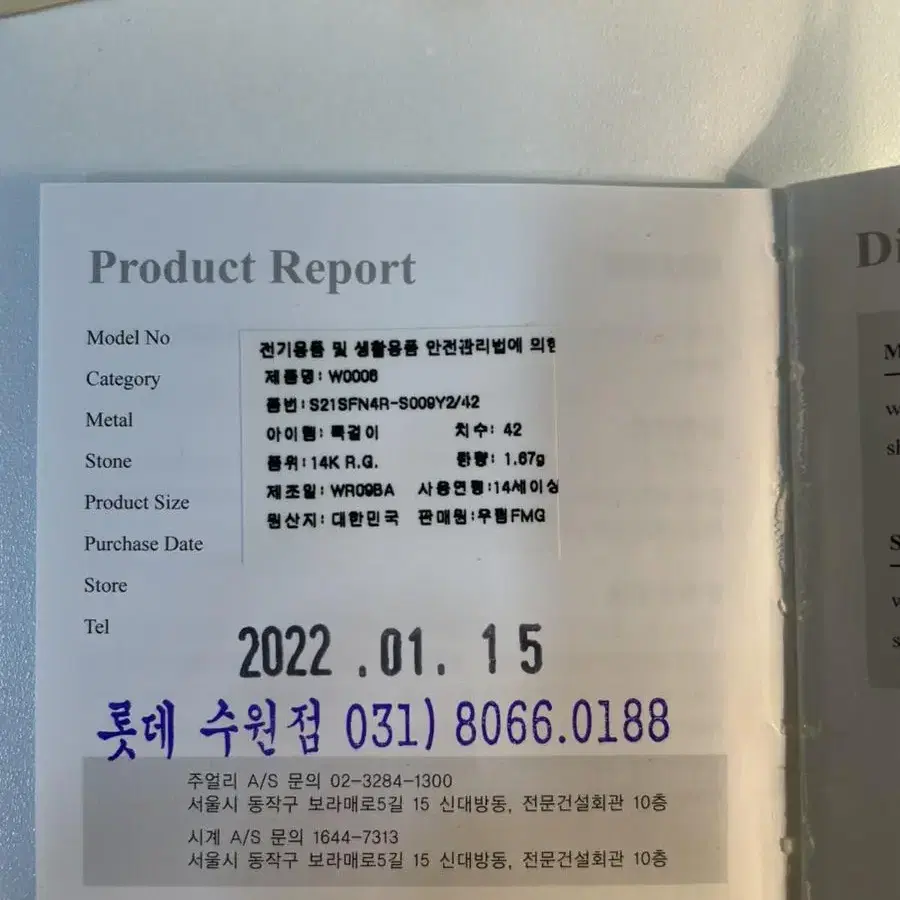 Product Report
Model No
Category
Metal
Stone
Product Size
Purchase Date
Store
Tel
전기용품 및 생활용품 안전관리법에 의한
제품명: W0006
품번:S21SFN4R-S009Y2/42
아이템: 목걸이 치수: 42
품위:14K R.G. 환량: 1.67g
제조일: WR09BA 사용연령:14세이상
원산지: 대한민국 판매원:우림FMG
2022.01.15
롯데 수원점 031) 8066.0188
주얼리 A/S 문의 02-3284-1300
서울시 동작구 보라매로5길 15 신대방동, 전문건설회관 10층
시계 A/S 문의 1644-7313
서울시 동작구 보라매로5길 15 신대방동, 전문건설회관 10층